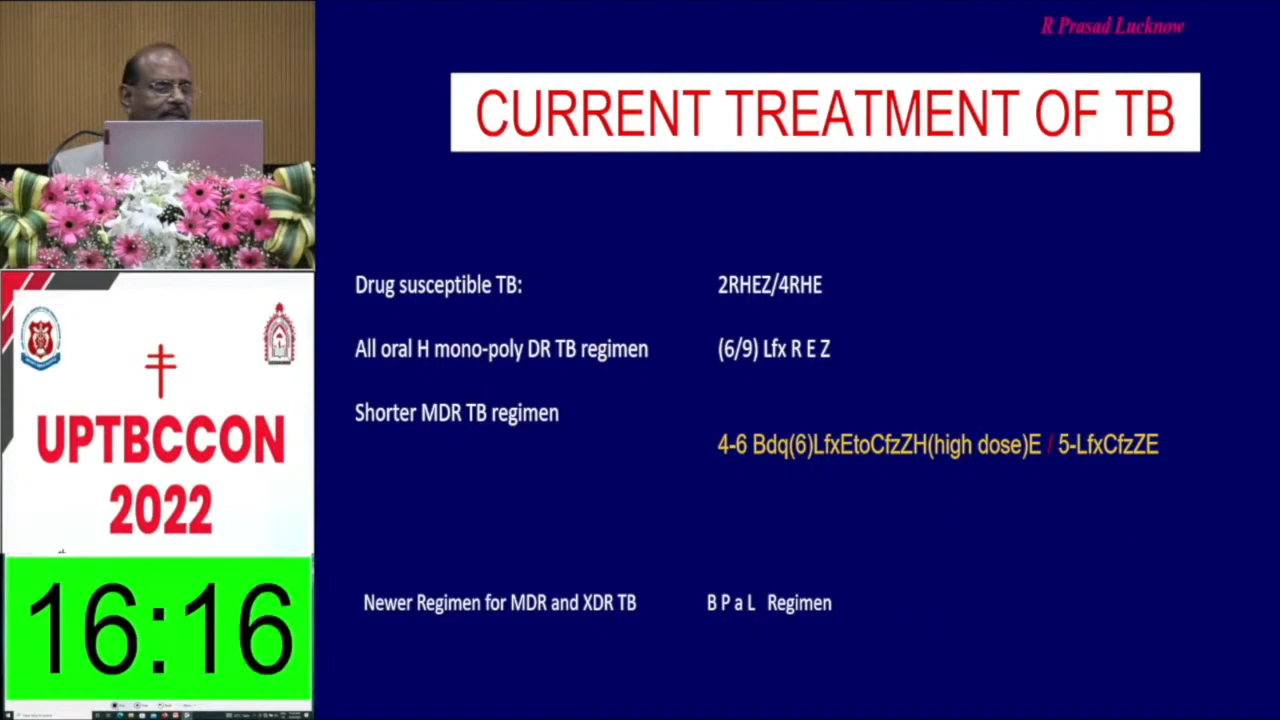 R Prasad Lucknow
CURRENT TREATMENT OF TB
Drug susceptible TB: 2RHEZ/4RHE
All oral H mono-poly DR TB regimen (6/9) Lfx R E Z
Shorter MDR TB regimen
4-6 Bdq(6)LfxEtoCfzZH(high dose)E / 5-LfxCfzZE
Newer Regimen for MDR and XDR TB B P a L Regimen
UPTBCCON
2022
16:16